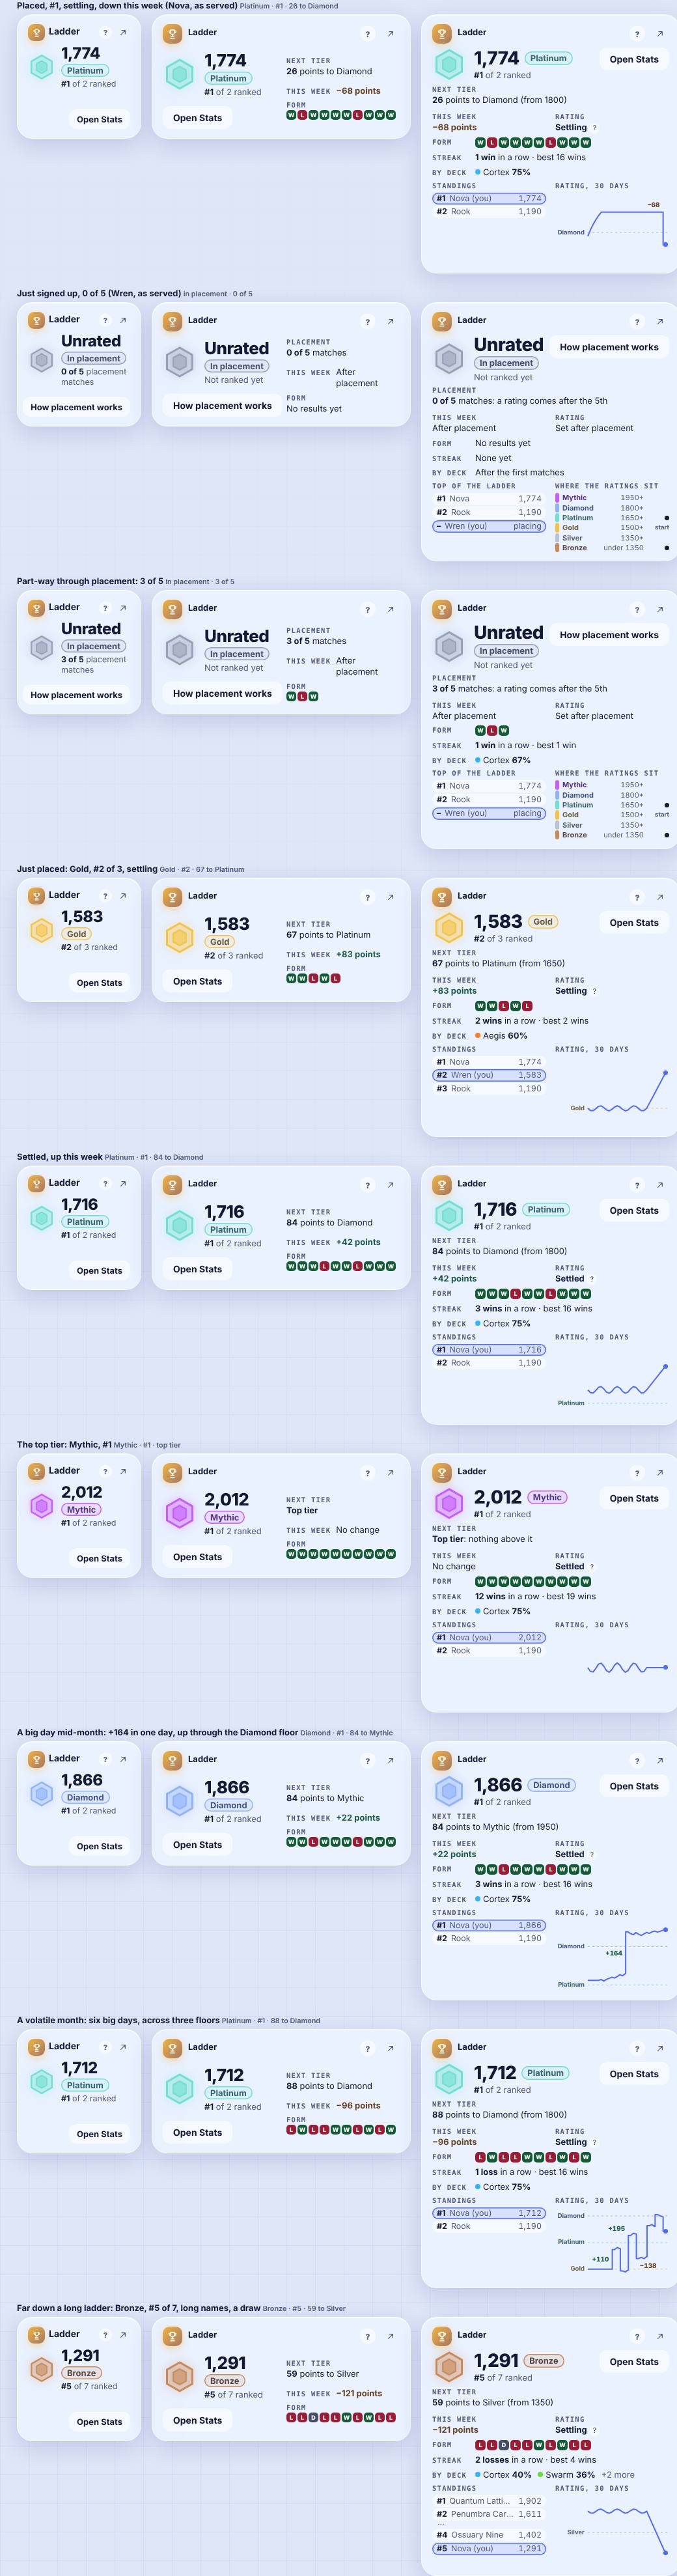 Placed, #1, settling, down this week (Nova, as served) Platinum · #1 · 26 to Diamond
Ladder ? ↗
1,774
Platinum
#1 of 2 ranked
Open Stats
Ladder ? ↗
1,774
Platinum
#1 of 2 ranked
Open Stats
NEXT TIER
26 points to Diamond
THIS WEEK −68 points
FORM
W L W W W W L W W W
Ladder ? ↗
1,774 Platinum
#1 of 2 ranked
Open Stats
NEXT TIER
26 points to Diamond (from 1800)
THIS WEEK RATING
−68 points Settling ?
FORM W L W W W W L W W W
STREAK 1 win in a row · best 16 wins
BY DECK Cortex 75%
STANDINGS RATING, 30 DAYS
#1 Nova (you) 1,774
#2 Rook 1,190
−68
Diamond
Just signed up, 0 of 5 (Wren, as served) in placement · 0 of 5
Ladder ? ↗
Unrated
In placement
0 of 5 placement
matches
How placement works
Ladder ? ↗
Unrated
In placement
Not ranked yet
How placement works
PLACEMENT
0 of 5 matches
THIS WEEK After
placement
FORM
No results yet
Ladder ? ↗
Unrated
In placement
Not ranked yet
How placement works
PLACEMENT
0 of 5 matches: a rating comes after the 5th
THIS WEEK RATING
After placement Set after placement
FORM No results yet
STREAK None yet
BY DECK After the first matches
TOP OF THE LADDER WHERE THE RATINGS SIT
#1 Nova 1,774
#2 Rook 1,190
– Wren (you) placing
Mythic 1950+
Diamond 1800+
Platinum 1650+
Gold 1500+ start
Silver 1350+
Bronze under 1350
Part-way through placement: 3 of 5 in placement · 3 of 5
Ladder ? ↗
Unrated
In placement
3 of 5 placement
matches
How placement works
Ladder ? ↗
Unrated
In placement
Not ranked yet
How placement works
PLACEMENT
3 of 5 matches
THIS WEEK After
placement
FORM
W L W
Ladder ? ↗
Unrated
In placement
Not ranked yet
How placement works
PLACEMENT
3 of 5 matches: a rating comes after the 5th
THIS WEEK RATING
After placement Set after placement
FORM W L W
STREAK 1 win in a row · best 1 win
BY DECK Cortex 67%
TOP OF THE LADDER WHERE THE RATINGS SIT
#1 Nova 1,774
#2 Rook 1,190
– Wren (you) placing
Mythic 1950+
Diamond 1800+
Platinum 1650+
Gold 1500+ start
Silver 1350+
Bronze under 1350
Just placed: Gold, #2 of 3, settling Gold · #2 · 67 to Platinum
Ladder ? ↗
1,583
Gold
#2 of 3 ranked
Open Stats
Ladder ? ↗
1,583
Gold
#2 of 3 ranked
Open Stats
NEXT TIER
67 points to Platinum
THIS WEEK +83 points
FORM
W W L W L
Ladder ? ↗
1,583 Gold
#2 of 3 ranked
Open Stats
NEXT TIER
67 points to Platinum (from 1650)
THIS WEEK RATING
+83 points Settling ?
FORM W W L W L
STREAK 2 wins in a row · best 2 wins
BY DECK Aegis 60%
STANDINGS RATING, 30 DAYS
#1 Nova 1,774
#2 Wren (you) 1,583
#3 Rook 1,190
Gold
Settled, up this week Platinum · #1 · 84 to Diamond
Ladder ? ↗
1,716
Platinum
#1 of 2 ranked
Open Stats
Ladder ? ↗
1,716
Platinum
#1 of 2 ranked
Open Stats
NEXT TIER
84 points to Diamond
THIS WEEK +42 points
FORM
W W W L W W L W W W
Ladder ? ↗
1,716 Platinum
#1 of 2 ranked
Open Stats
NEXT TIER
84 points to Diamond (from 1800)
THIS WEEK RATING
+42 points Settled ?
FORM W W W L W W L W W W
STREAK 3 wins in a row · best 16 wins
BY DECK Cortex 75%
STANDINGS RATING, 30 DAYS
#1 Nova (you) 1,716
#2 Rook 1,190
Platinum
The top tier: Mythic, #1 Mythic · #1 · top tier
Ladder ? ↗
2,012
Mythic
#1 of 2 ranked
Open Stats
Ladder ? ↗
2,012
Mythic
#1 of 2 ranked
Open Stats
NEXT TIER
Top tier
THIS WEEK No change
FORM
W W W W W W W W W W
Ladder ? ↗
2,012 Mythic
#1 of 2 ranked
Open Stats
NEXT TIER
Top tier: nothing above it
THIS WEEK RATING
No change Settled ?
FORM W W W W W W W W W W
STREAK 12 wins in a row · best 19 wins
BY DECK Cortex 75%
STANDINGS RATING, 30 DAYS
#1 Nova (you) 2,012
#2 Rook 1,190
A big day mid-month: +164 in one day, up through the Diamond floor Diamond · #1 · 84 to Mythic
Ladder ? ↗
1,866
Diamond
#1 of 2 ranked
Open Stats
Ladder ? ↗
1,866
Diamond
#1 of 2 ranked
Open Stats
NEXT TIER
84 points to Mythic
THIS WEEK +22 points
FORM
W W L W W W L W W W
Ladder ? ↗
1,866 Diamond
#1 of 2 ranked
Open Stats
NEXT TIER
84 points to Mythic (from 1950)
THIS WEEK RATING
+22 points Settled ?
FORM W W L W W W L W W W
STREAK 3 wins in a row · best 16 wins
BY DECK Cortex 75%
STANDINGS RATING, 30 DAYS
#1 Nova (you) 1,866
#2 Rook 1,190
Diamond
+164
Platinum
A volatile month: six big days, across three floors Platinum · #1 · 88 to Diamond
Ladder ? ↗
1,712
Platinum
#1 of 2 ranked
Open Stats
Ladder ? ↗
1,712
Platinum
#1 of 2 ranked
Open Stats
NEXT TIER
88 points to Diamond
THIS WEEK −96 points
FORM
L W L L W W L W L W
Ladder ? ↗
1,712 Platinum
#1 of 2 ranked
Open Stats
NEXT TIER
88 points to Diamond (from 1800)
THIS WEEK RATING
−96 points Settling ?
FORM L W L L W W L W L W
STREAK 1 loss in a row · best 16 wins
BY DECK Cortex 75%
STANDINGS RATING, 30 DAYS
#1 Nova (you) 1,712
#2 Rook 1,190
Diamond
+195
Platinum
+110
−138
Gold
Far down a long ladder: Bronze, #5 of 7, long names, a draw Bronze · #5 · 59 to Silver
Ladder ? ↗
1,291
Bronze
#5 of 7 ranked
Open Stats
Ladder ? ↗
1,291
Bronze
#5 of 7 ranked
Open Stats
NEXT TIER
59 points to Silver
THIS WEEK −121 points
FORM
L L D L L W L W L L
Ladder ? ↗
1,291 Bronze
#5 of 7 ranked
Open Stats
NEXT TIER
59 points to Silver (from 1350)
THIS WEEK RATING
−121 points Settling ?
FORM L L D L L W L W L L
STREAK 2 losses in a row · best 4 wins
BY DECK Cortex 40% Swarm 36% +2 more
STANDINGS RATING, 30 DAYS
#1 Quantum Latti... 1,902
#2 Penumbra Car... 1,611
...
#4 Ossuary Nine 1,402
#5 Nova (you) 1,291
Silver